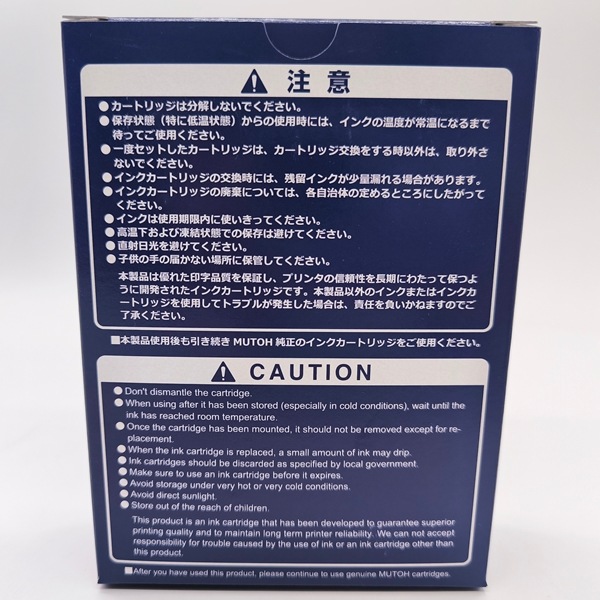 注 意
●カートリッジは分解しないでください。
●保存状態（特に低温状態）からの使用時には、インクの温度が常温になるまで
待ってご使用ください。
●一度セットしたカートリッジは、カートリッジ交換をする時以外は、取り外さ
ないでください。
●インクカートリッジの交換時には、残留インクが少量漏れる場合があります。
●インクカートリッジの廃棄については、各自治体の定めるところにしたがって
ください。
●インクは使用期限内に使いきってください。
●高温下および凍結状態での保存は避けてください。
●直射日光を避けてください。
●子供の手の届かない場所に保管してください。
本製品は優れた印字品質を保証し、プリンタの信頼性を長期にわたって保つよ
うに開発されたインクカートリッジです。本製品以外のインクまたはインクカ
ートリッジを使用してトラブルが発生した場合は、責任を負いかねますのでご
了承ください。
■本製品使用後も引き続き MUTOH 純正のインクカートリッジをご使用ください。
CAUTION
● Don't dismantle the cartridge.
● When using after it has been stored (especially in cold conditions), wait until the
ink has reached room temperature.
● Once the cartridge has been mounted, it should not be removed except for re-
placement.
● When the ink cartridge is replaced, a small amount of ink may drip.
● Ink cartridges should be discarded as specified by local government.
● Make sure to use an ink cartridge before it expires.
● Avoid storage under very hot or very cold conditions.
● Avoid direct sunlight.
● Store out of the reach of children.
This product is an ink cartridge that has been developed to guarantee superior
printing quality and to maintain long term printer reliability. We can not accept
responsibility for trouble caused by the use of ink or an ink cartridge other than
this product.
■After you have used this product, please continue to use genuine MUTOH cartridges.